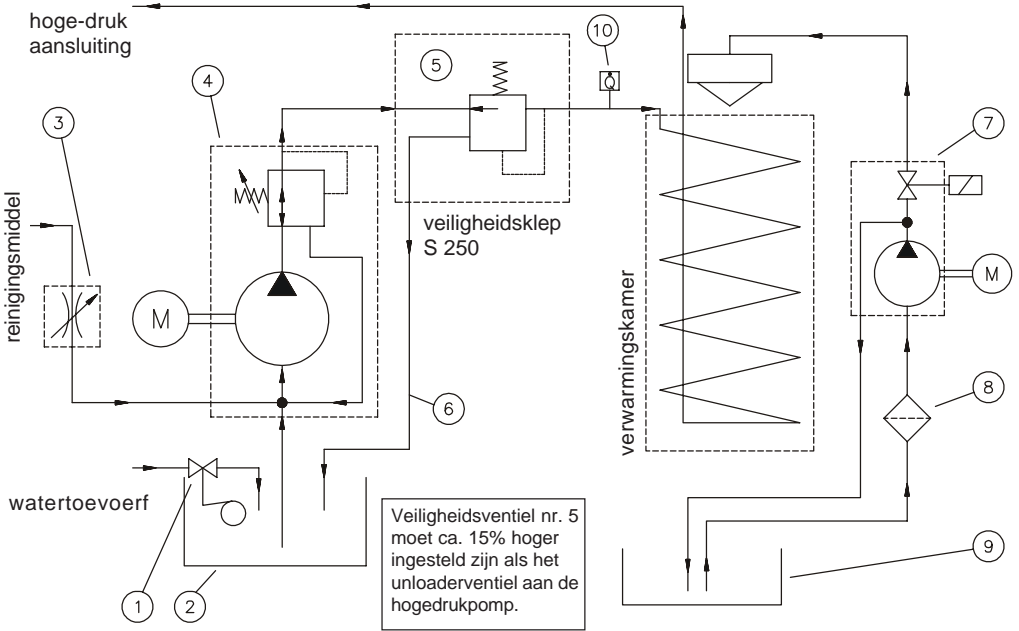 hoge-druk
aansluiting
10
5
4
7
3
Q
veiligheidsklep
S 250
reinigingsmiddel
M
M
verwarmingskamer
6
8
watertoevoerf
Veiligheidsventiel nr. 5
moet ca. 15% hoger
ingesteld zijn als het
unloaderventiel aan de
hogedrukpomp.
9
1
2